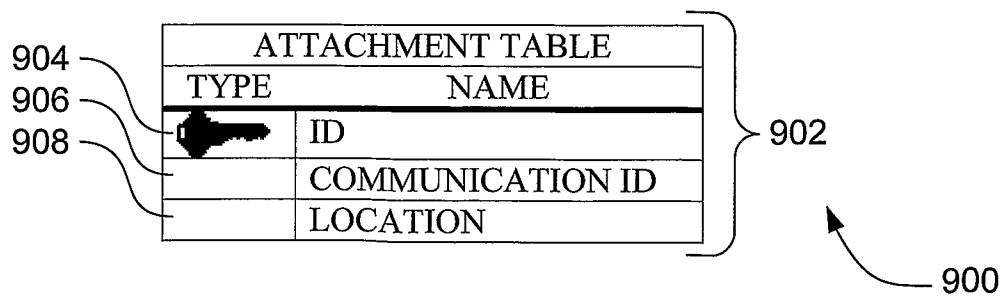 ATTACHMENT TABLE
904
TYPE NAME
906
908
ID
902
COMMUNICATION ID
LOCATION
900